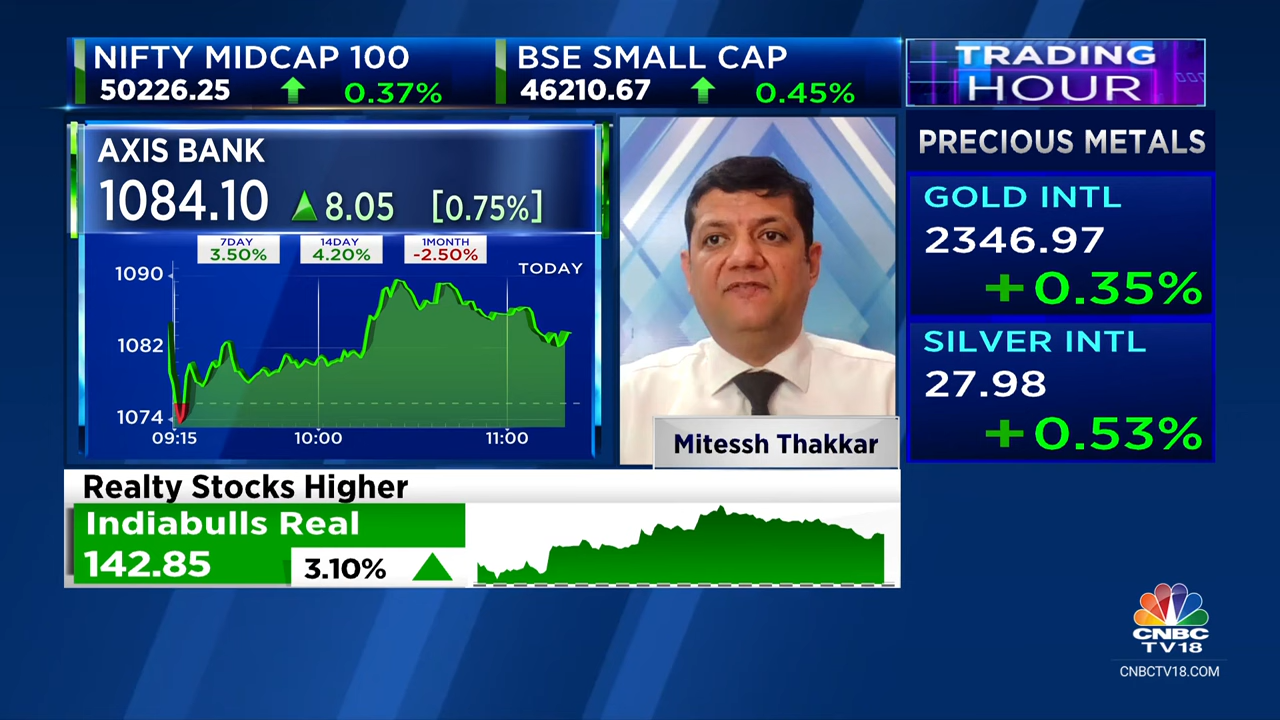 NIFTY MIDCAP 100
50226.25 0.37%
BSE SMALL CAP
46210.67 0.45%
TRADING
HOUR
AXIS BANK
1084.10 8.05 [0.75%]
7DAY
3.50%
14DAY
4.20%
1MONTH
-2.50%
TODAY
1090
1082
1074
09:15 10:00 11:00
Mitessh Thakkar
PRECIOUS METALS
GOLD INTL
2346.97
+0.35%
SILVER INTL
27.98
+0.53%
Realty Stocks Higher
Indiabulls Real
142.85 3.10%
CNBC
TV18
CNBCTV18.COM